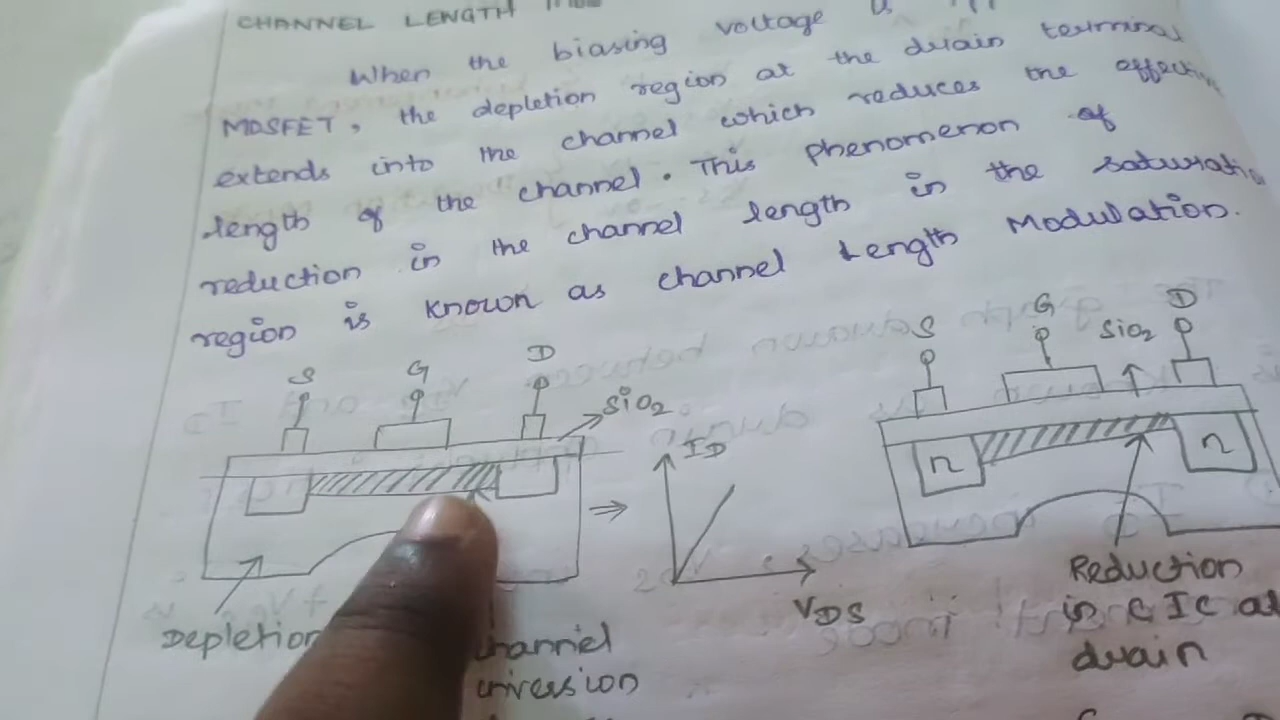 CHANNEL LENGTH
When the biasing voltage is
MOSFET, the depletion region at the drain terminal
extends into the channel which reduces the
length of the channel. This phenomenon of
reduction in the channel length in the
region is known as channel Length Modulation.
S G D SiO2
ID
VDS
S G SiO2 D
n n
Channel
inversion
Reduction
in
drain